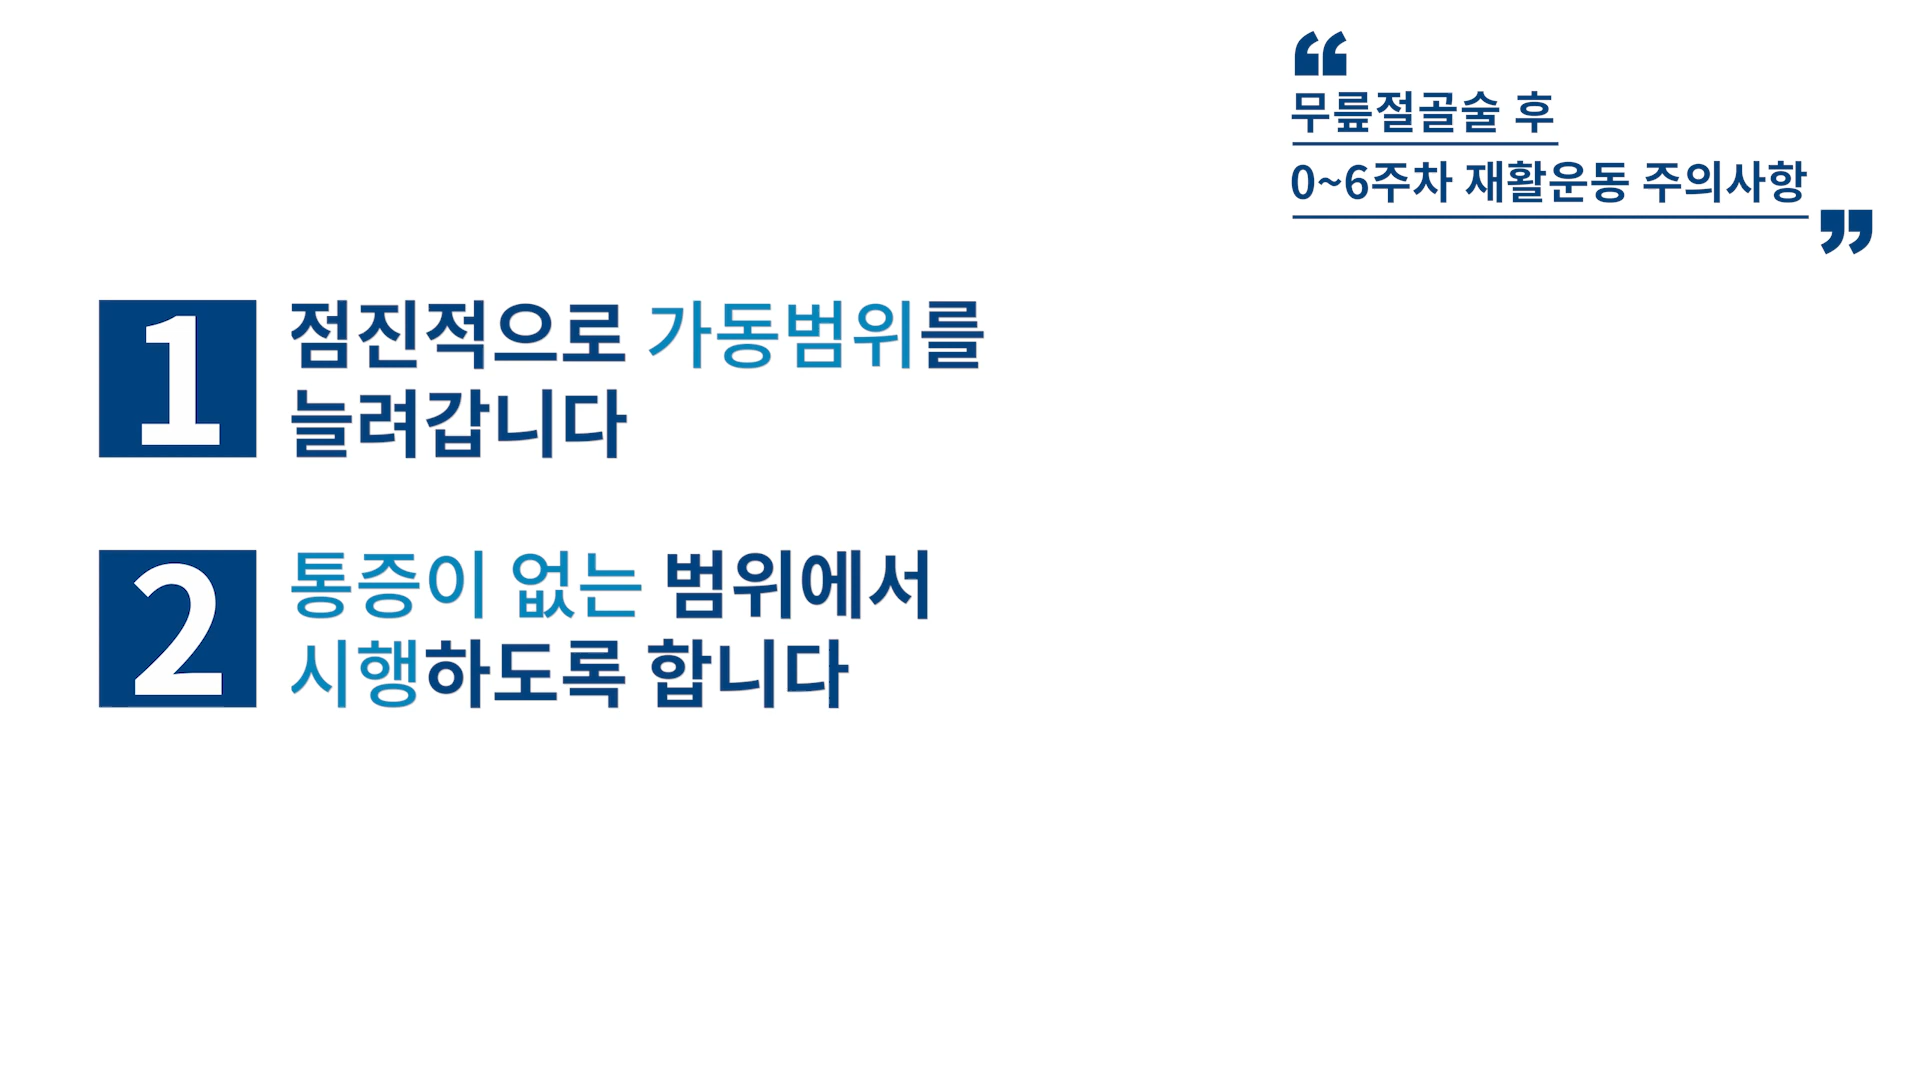 “
무릎절골술 후
0~6주차 재활운동 주의사항
”
1
점진적으로 가동범위를
늘려갑니다
2
통증이 없는 범위에서
시행하도록 합니다